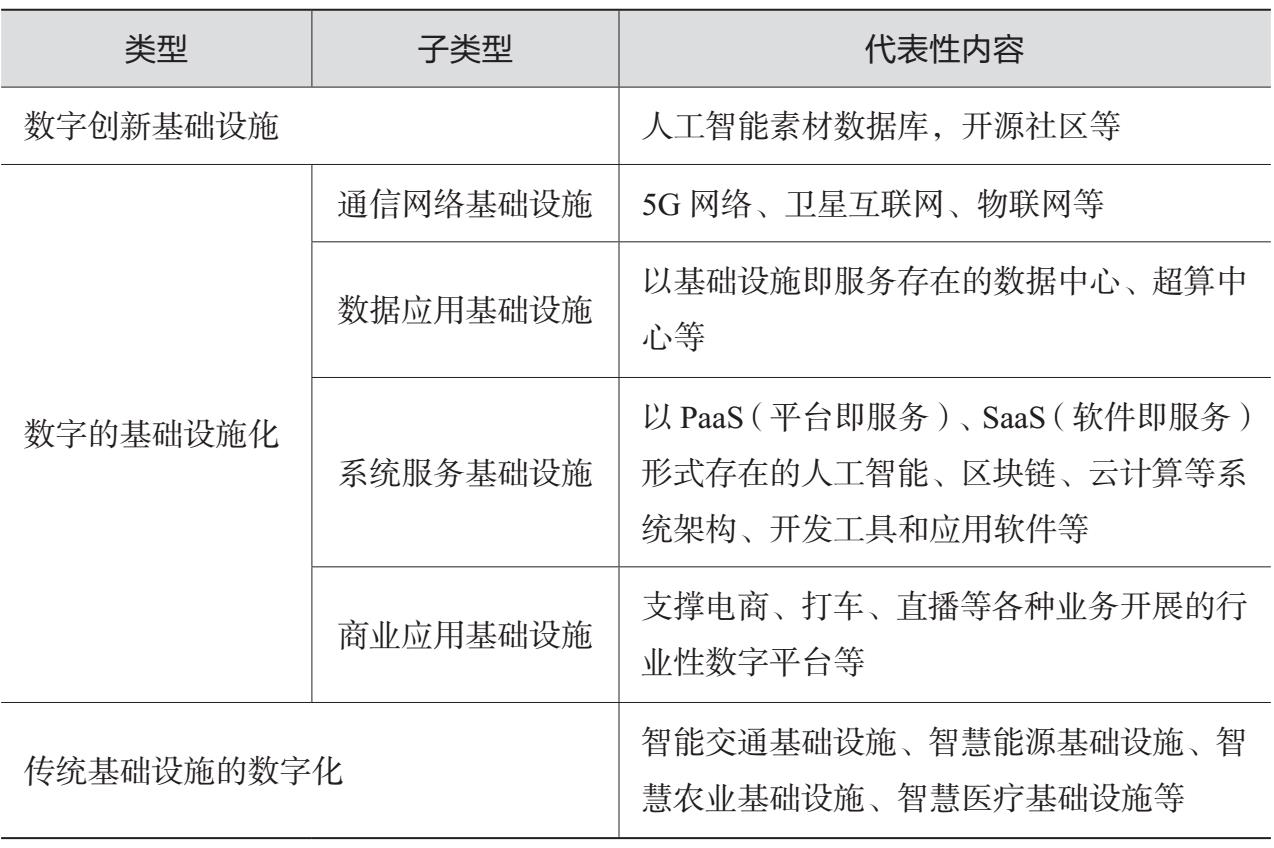 类型 子类型 代表性内容
数字创新基础设施 人工智能素材数据库，开源社区等
数字的基础设施化
通信网络基础设施 5G 网络、卫星互联网、物联网等
数据应用基础设施
以基础设施即服务存在的数据中心、超算中
心等
系统服务基础设施
以 PaaS（平台即服务）、SaaS（软件即服务）
形式存在的人工智能、区块链、云计算等系
统架构、开发工具和应用软件等
商业应用基础设施
支撑电商、打车、直播等各种业务开展的行
业性数字平台等
传统基础设施的数字化
智能交通基础设施、智慧能源基础设施、智
慧农业基础设施、智慧医疗基础设施等